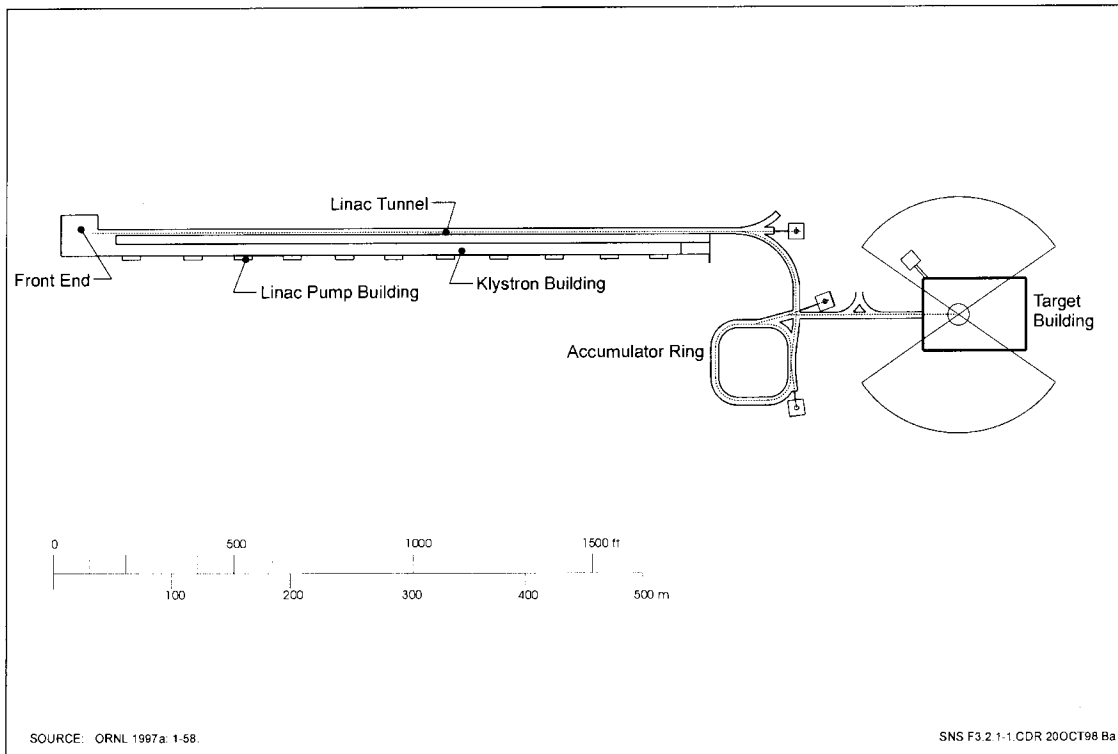 Linac Tunnel
Front End
Linac Pump Building
Klystron Building
Target
Building
Accumulator Ring
0 500 1000 1500 ft
100 200 300 400 500 m
SOURCE: ORNL 1997a: 1-58.
SNS F3.2.1-1.CDR 20OCT98 Ba